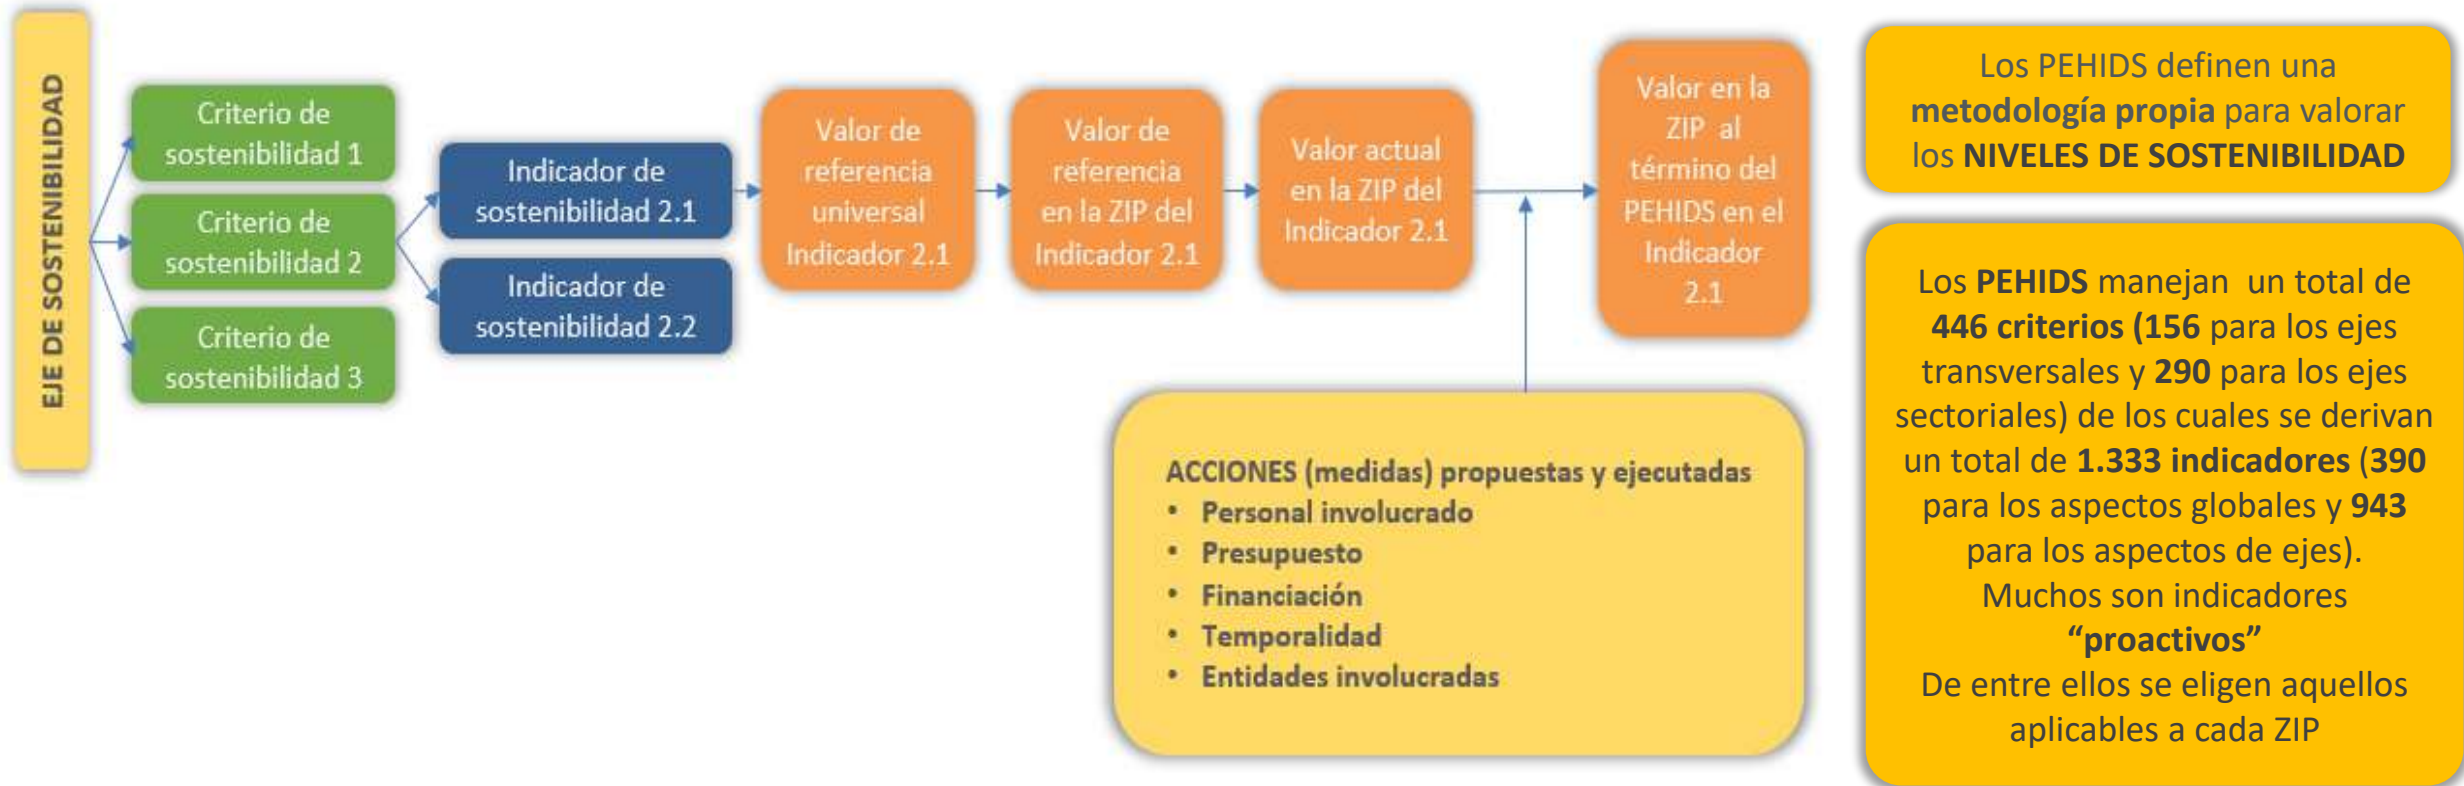 EJE DE SOSTENIBILIDAD
Criterio de
sostenibilidad 1
Criterio de
sostenibilidad 2
Criterio de
sostenibilidad 3
Indicador de
sostenibilidad 2.1
Indicador de
sostenibilidad 2.2
Valor de
referencia
universal
Indicador 2.1
Valor de
referencia
en la ZIP del
Indicador 2.1
Valor actual
en la ZIP del
Indicador 2.1
Valor en la
ZIP al
término del
PEHIDS en el
Indicador
2.1
ACCIONES (medidas) propuestas y ejecutadas
• Personal involucrado
• Presupuesto
• Financiación
• Temporalidad
• Entidades involucradas
Los PEHIDS definen una
metodología propia para valorar
los NIVELES DE SOSTENIBILIDAD
Los PEHIDS manejan un total de
446 criterios (156 para los ejes
transversales y 290 para los ejes
sectoriales) de los cuales se derivan
un total de 1.333 indicadores (390
para los aspectos globales y 943
para los aspectos de ejes).
Muchos son indicadores
“proactivos”
De entre ellos se eligen aquellos
aplicables a cada ZIP